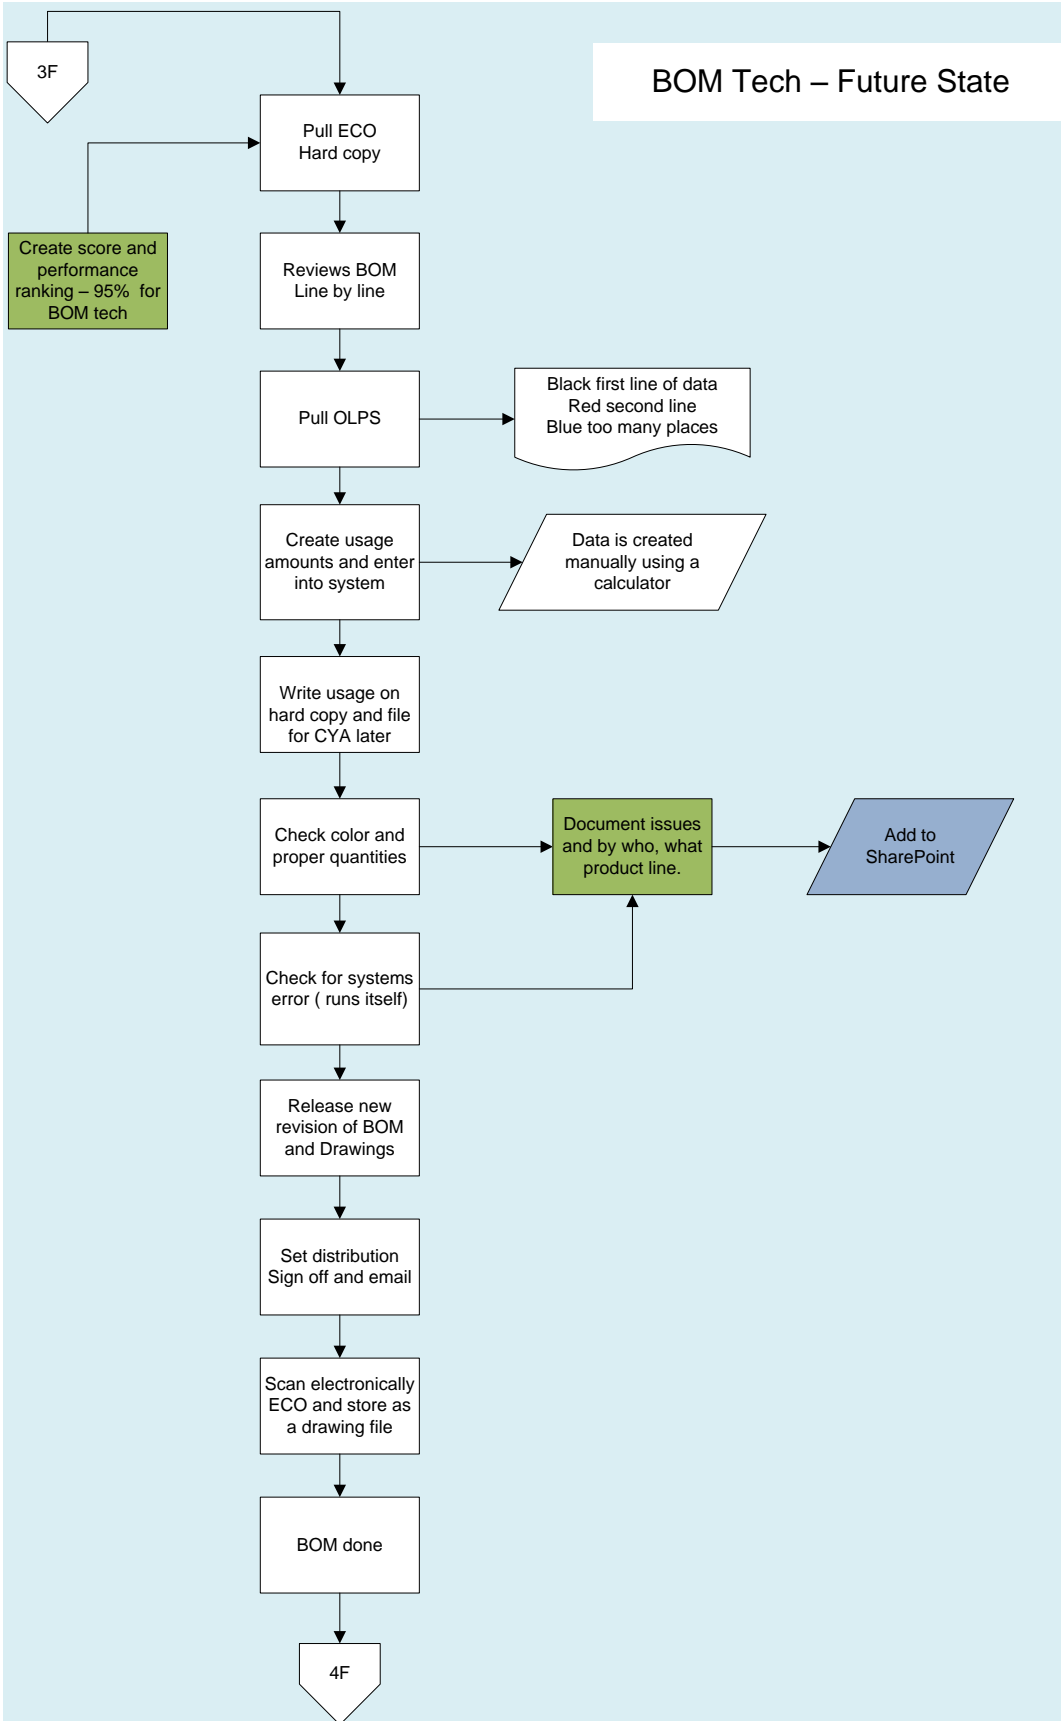 3F
BOM Tech – Future State
Pull ECO
Hard copy
Create score and
performance
ranking – 95%  for
BOM tech
Reviews BOM
Line by line
Pull OLPS
Black first line of data
Red second line
Blue too many places
Create usage
amounts and enter
into system
Data is created
manually using a
calculator
Write usage on
hard copy and file
for CYA later
Check color and
proper quantities
Document issues
and by who, what
product line.
Add to
SharePoint
Check for systems
error ( runs itself)
Release new
revision of BOM
and Drawings
Set distribution
Sign off and email
Scan electronically
ECO and store as
a drawing file
BOM done
4F